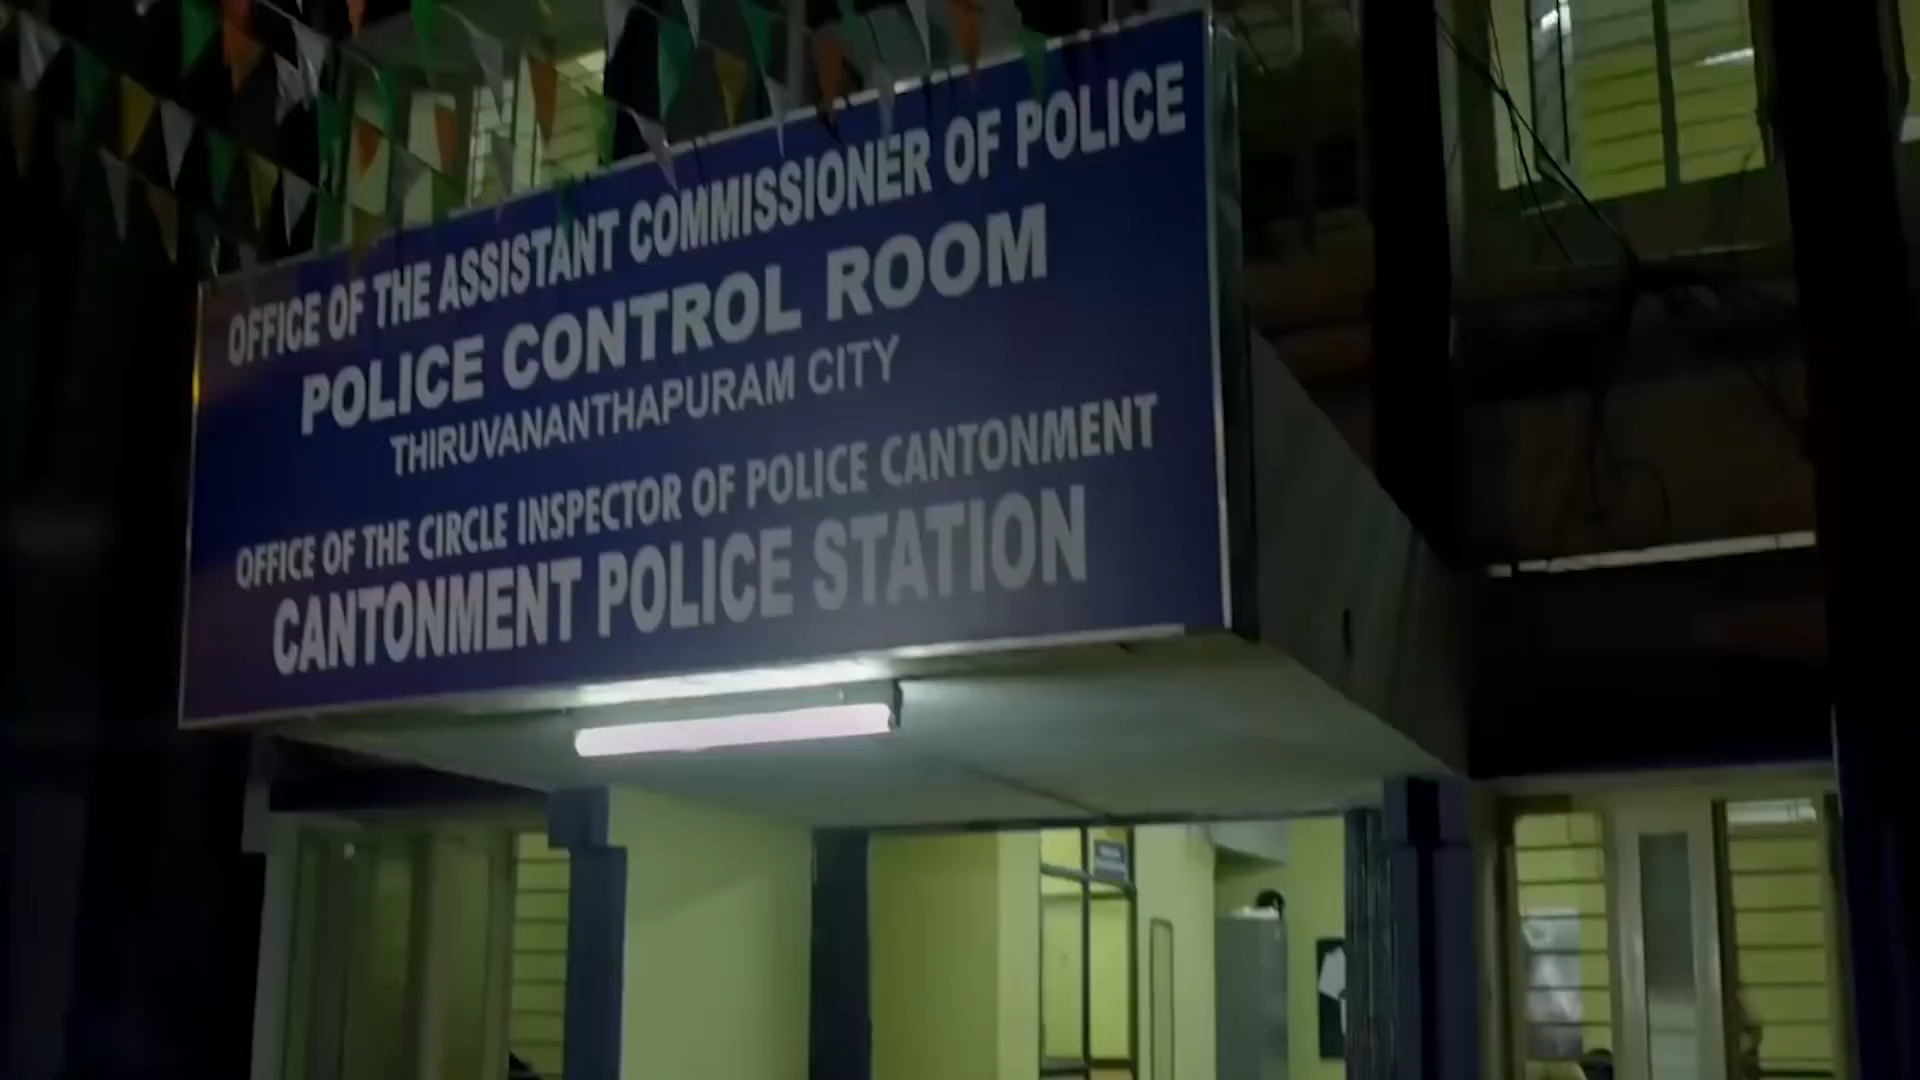 OFFICE OF THE ASSISTANT COMMISSIONER OF POLICE
POLICE CONTROL ROOM
THIRUVANANTHAPURAM CITY
OFFICE OF THE CIRCLE INSPECTOR OF POLICE CANTONMENT
CANTONMENT POLICE STATION